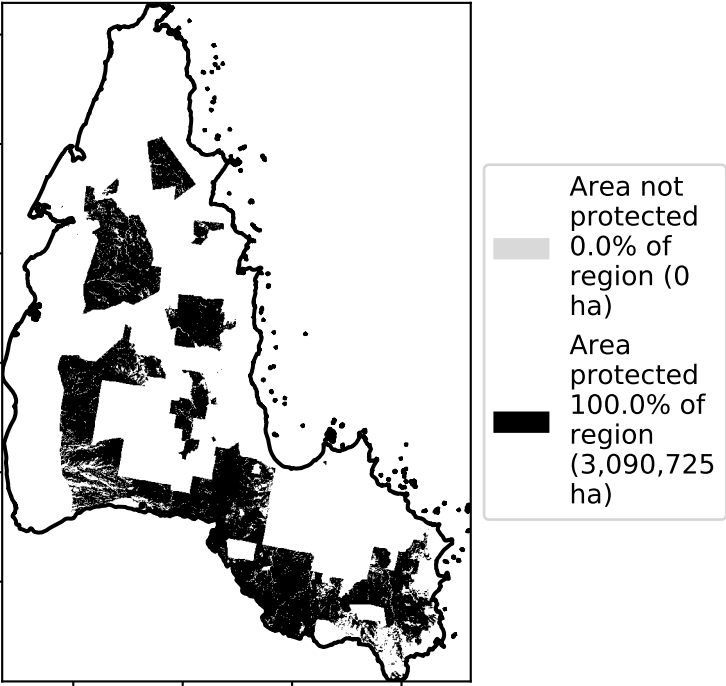 Area not
protected
0.0% of
region (0
ha)
Area
protected
100.0% of
region
(3,090,725
ha)